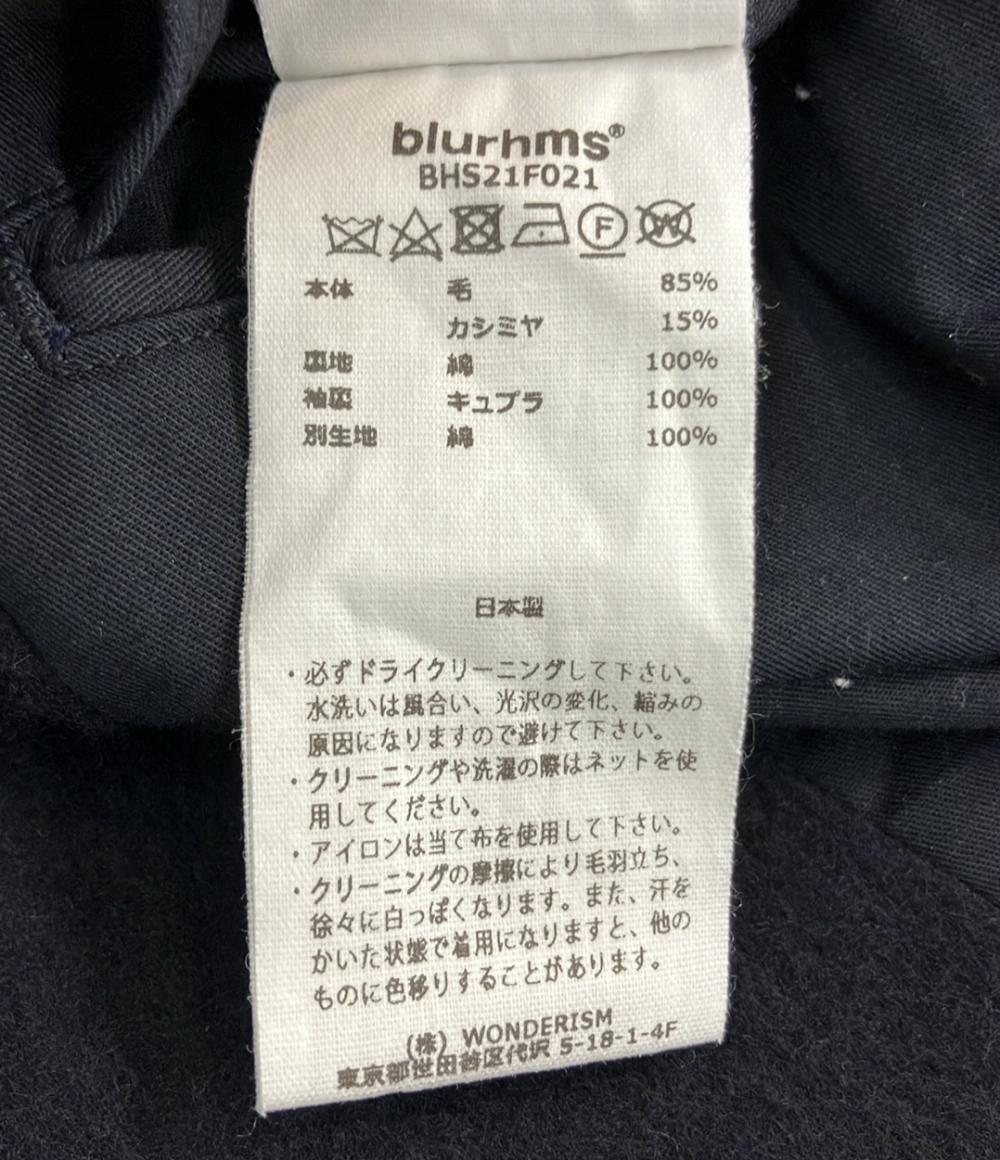 blurhms®
BHS21F021
F W
本体 毛 85%
カシミヤ 15%
裏地 綿 100%
袖裏 キュプラ 100%
別生地 綿 100%
日本製
・必ずドライクリーニングして下さい。
水洗いは風合い、光沢の変化、縮みの
原因になりますので避けて下さい。
・クリーニングや洗濯の際はネットを使
用してください。
・アイロンは当て布を使用して下さい。
・クリーニングの摩擦により毛羽立ち、
徐々に白っぽくなります。また、汗を
かいた状態で着用になりますと、他の
ものに色移りすることがあります。
(株) WONDERISM
東京都世田谷区代沢 5-18-1-4F